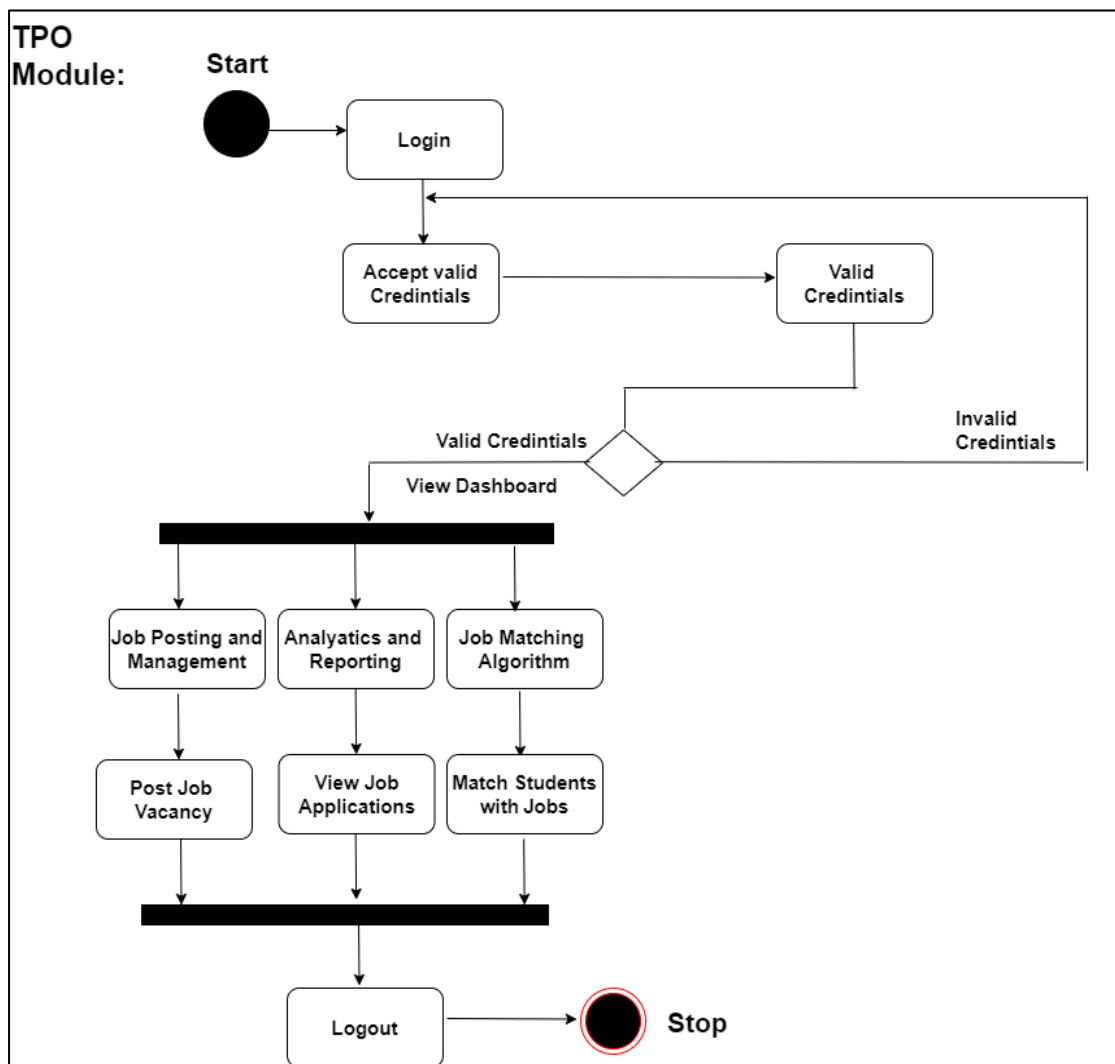 TPO
Module:
Start
Login
Accept valid
Credintials
Valid
Credintials
Invalid
Credintials
Valid Credintials
View Dashboard
Job Posting and
Management
Analyatics and
Reporting
Job Matching
Algorithm
Post Job
Vacancy
View Job
Applications
Match Students
with Jobs
Logout
Stop